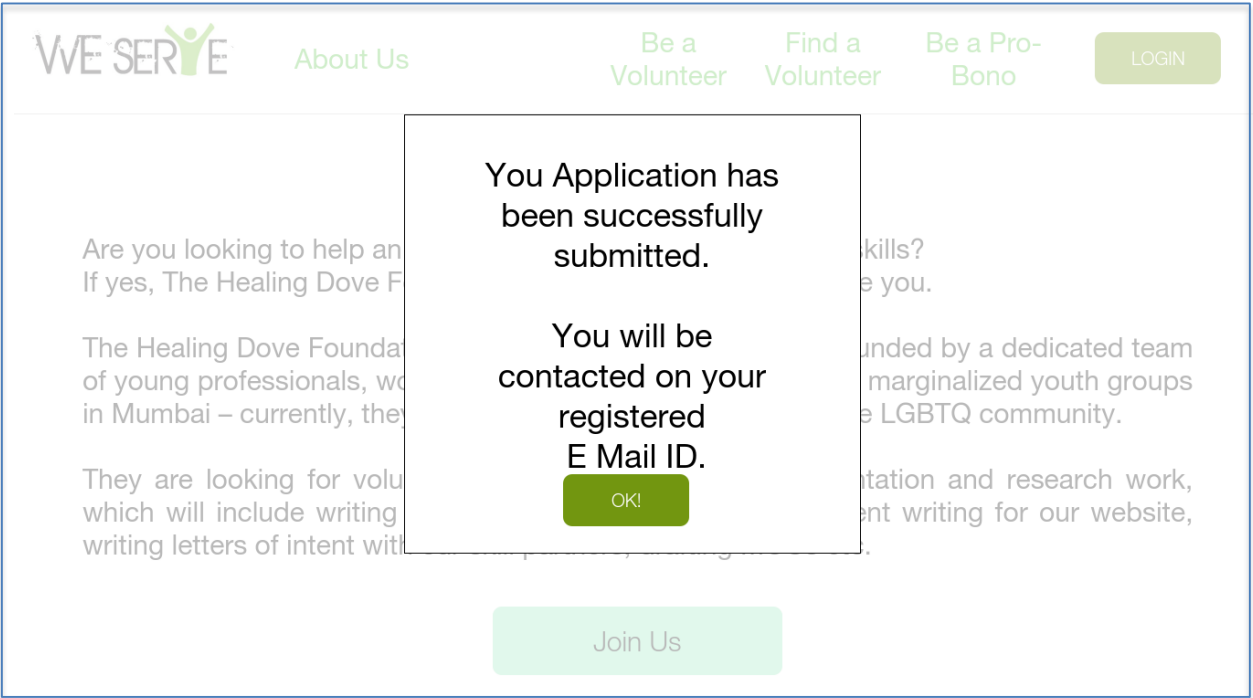 WE SERVE
About Us
Be a
Volunteer
Find a
Volunteer
Be a Pro-
Bono
LOGIN
You Application has
been successfully
submitted.
You will be
contacted on your
registered
E Mail ID.
OK!
Are you looking to help an kills?
If yes, The Healing Dove F e you.
The Healing Dove Foundat unded by a dedicated team
of young professionals, wo marginalized youth groups
in Mumbai – currently, they e LGBTQ community.
They are looking for volu ntation and research work,
which will include writing ent writing for our website,
writing letters of intent with
Join Us